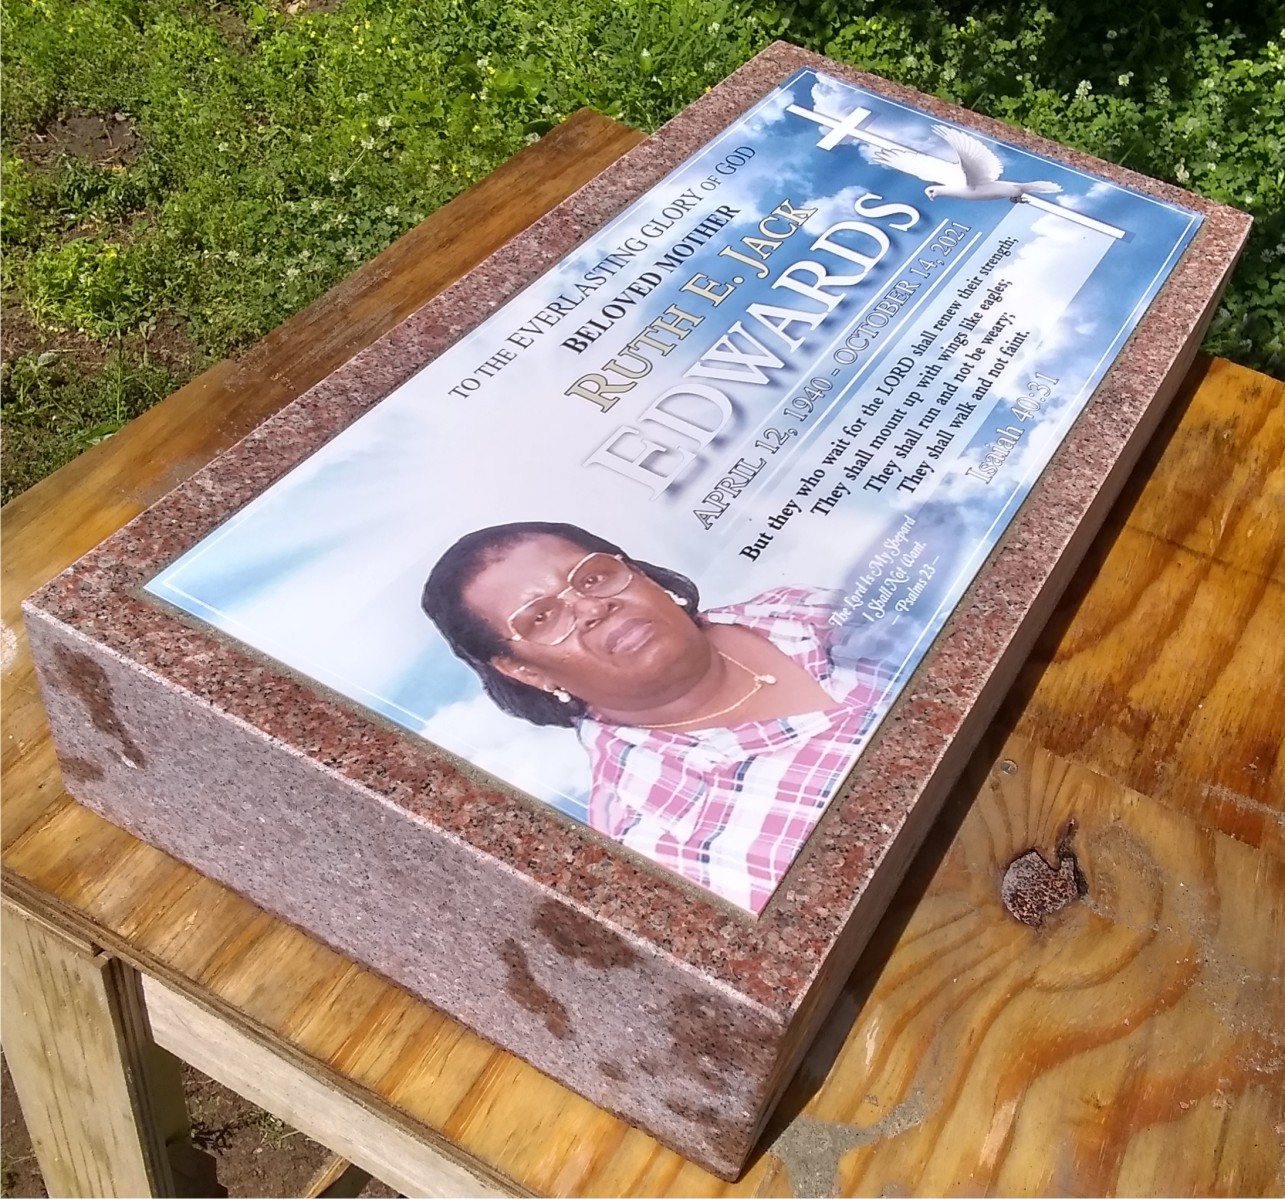 TO THE EVERLASTING GLORY OF GOD
BELOVED MOTHER
RUTH E. JACK
EDWARDS
APRIL 12, 1940 - OCTOBER 14, 2021
But they who wait for the LORD shall renew their strength;
They shall mount up with wings like eagles;
They shall run and not be weary;
They shall walk and not faint.
Isaiah 40:31
The Lord Is My Shepard
I Shall Not Want.
— Psalms 23 —